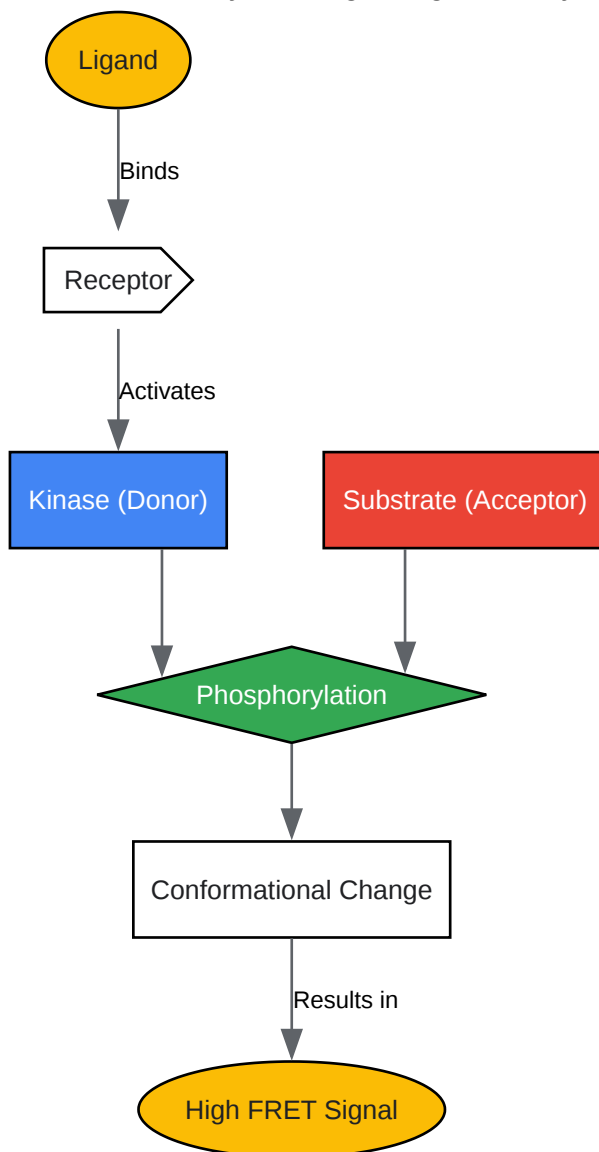 Ligand
Binds
Receptor
Activates
Kinase (Donor)
Substrate (Acceptor)
Phosphorylation
Conformational Change
Results in
High FRET Signal